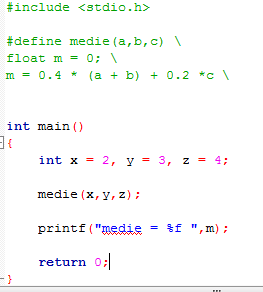 #include <stdio.h>
#define medie(a,b,c) \
float m = 0; \
m = 0.4 * (a + b) + 0.2 *c \
int main()
{
int x = 2, y = 3, z = 4;
medie(x,y,z);
printf("medie = %f ",m);
return 0;
}